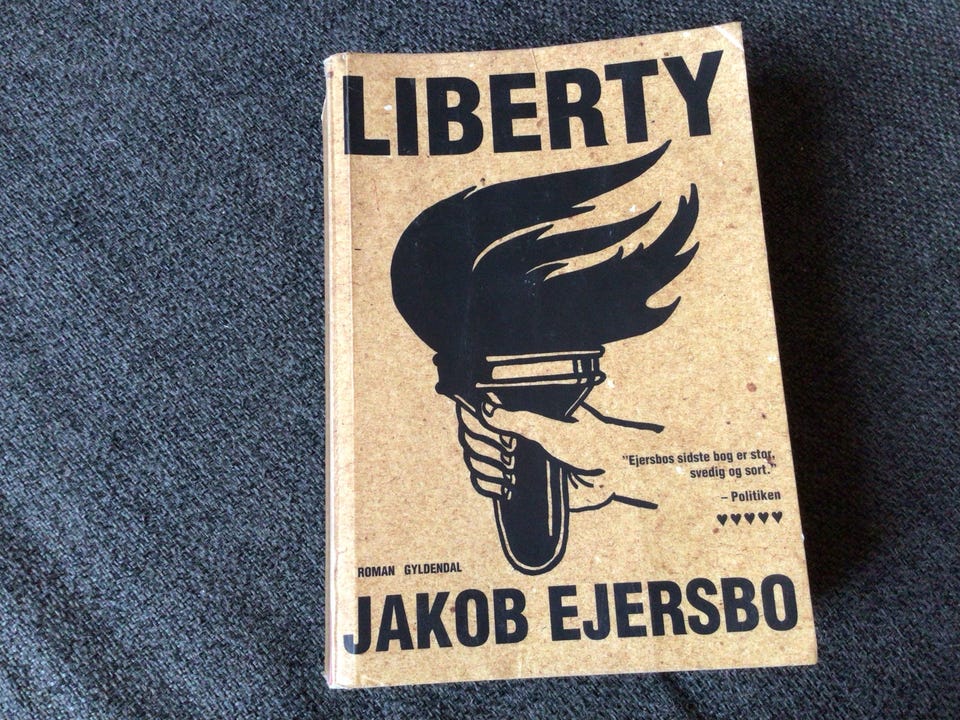 LIBERTY
"Ejersbos sidste bog er stor,
svedig og sort."
– Politiken
♥♥♥♥♥
ROMAN GYLDENDAL
JAKOB EJERSBO